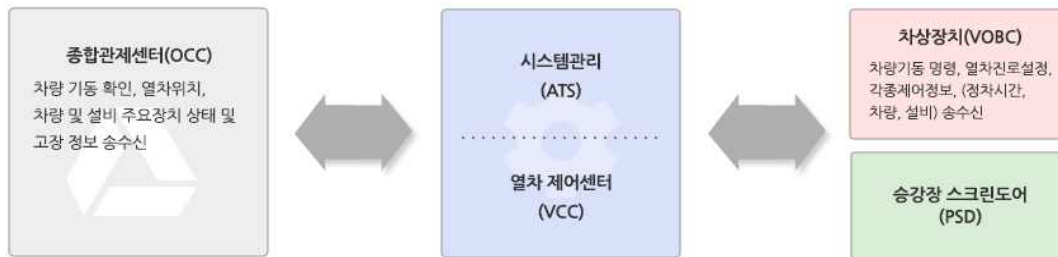 종합관제센터(OCC)
차량 기동 확인, 열차위치,
차량 및 설비 주요장치 상태 및
고장 정보 송수신
시스템관리
(ATS)
열차 제어센터
(VCC)
차상장치(VOBC)
차량기동 명령, 열차진로설정,
각종제어정보, (정차시간,
차량, 설비) 송수신
승강장 스크린도어
(PSD)